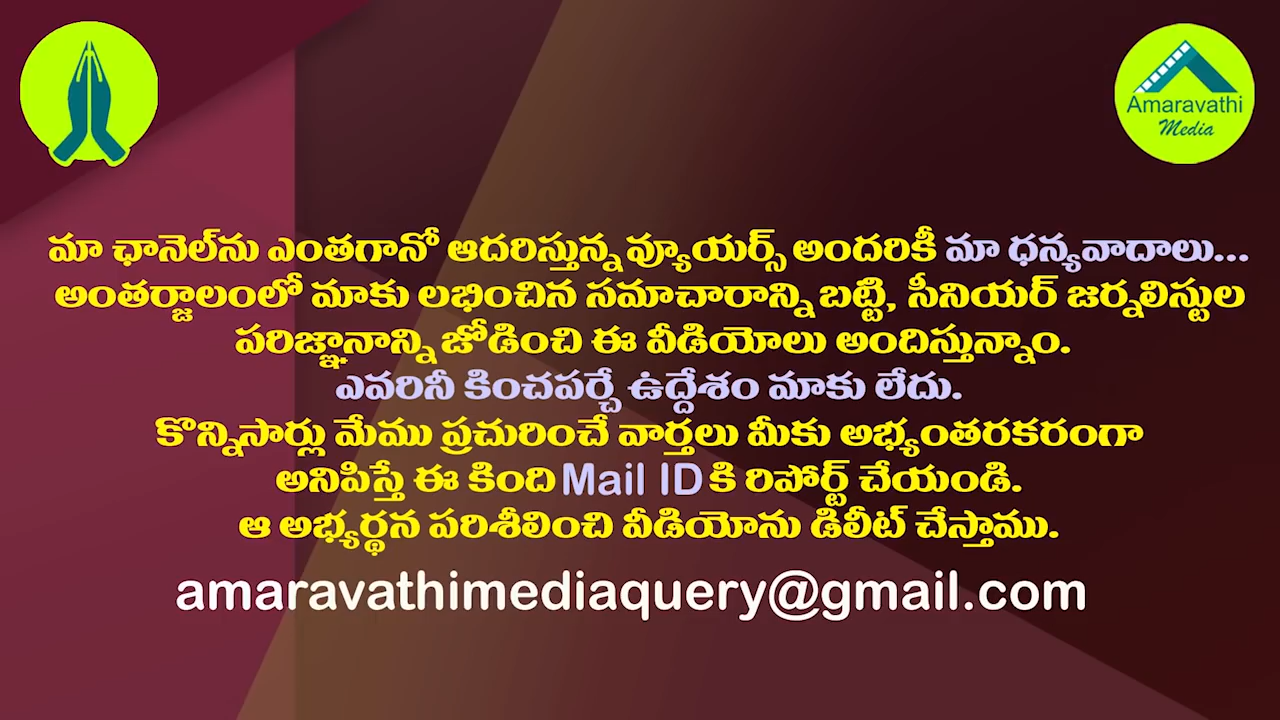 Amaravathi
Media
మా ఛానెల్‌ను ఎంతగానో ఆదరిస్తున్న వ్యూయర్స్ అందరికీ మా ధన్యవాదాలు...
అంతర్జాలంలో మాకు లభించిన సమాచారాన్ని బట్టి, సీనియర్ జర్నలిస్టుల
పరిజ్ఞానాన్ని జోడించి ఈ వీడియోలు అందిస్తున్నాం.
ఎవరినీ కించపర్చే ఉద్దేశం మాకు లేదు.
కొన్నిసార్లు మేము ప్రచురించే వార్తలు మీకు అభ్యంతరకరంగా
అనిపిస్తే ఈ కింది Mail ID కి రిపోర్ట్ చేయండి.
ఆ అభ్యర్థన పరిశీలించి వీడియోను డిలీట్ చేస్తాము.
amaravathimediaquery@gmail.com